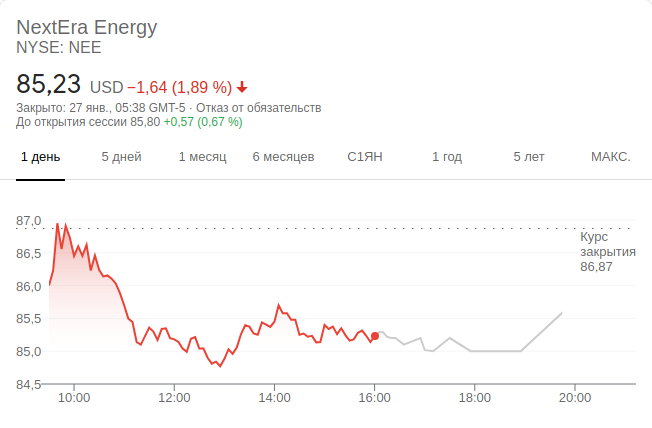 NextEra Energy
NYSE: NEE
85,23 USD −1,64 (1,89 %)
Закрыто: 27 янв., 05:38 GMT-5 · Отказ от обязательств
До открытия сессии 85,80 +0,57 (0,67 %)
1 день 5 дней 1 месяц 6 месяцев С1ЯН 1 год 5 лет МАКС.
87,0
Курс
закрытия
86,87
86,5
86,0
85,5
85,0
84,5
10:00 12:00 14:00 16:00 18:00 20:00